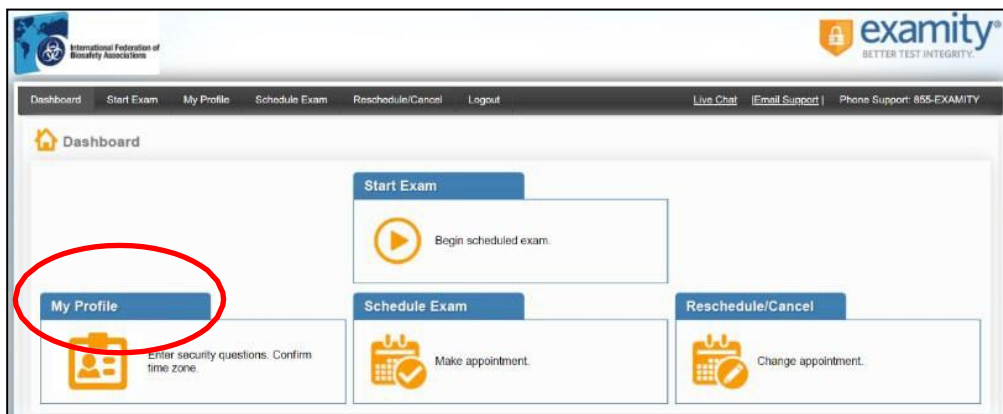 International Federation of
Biosafety Associations
examity®
BETTER TEST INTEGRITY.
Dashboard Start Exam My Profile Schedule Exam Reschedule/Cancel Logout Live Chat |Email Support| Phone Support: 855-EXAMITY
Dashboard
Start Exam
Begin scheduled exam.
My Profile Schedule Exam Reschedule/Cancel
Enter security questions. Confirm
time zone.
Make appointment.
Change appointment.